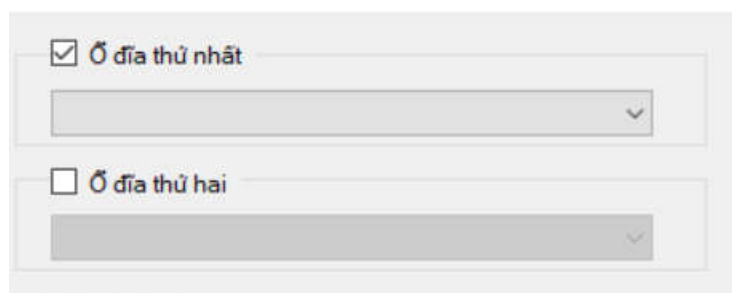 Ổ đĩa thứ nhất
Ổ đĩa thứ hai